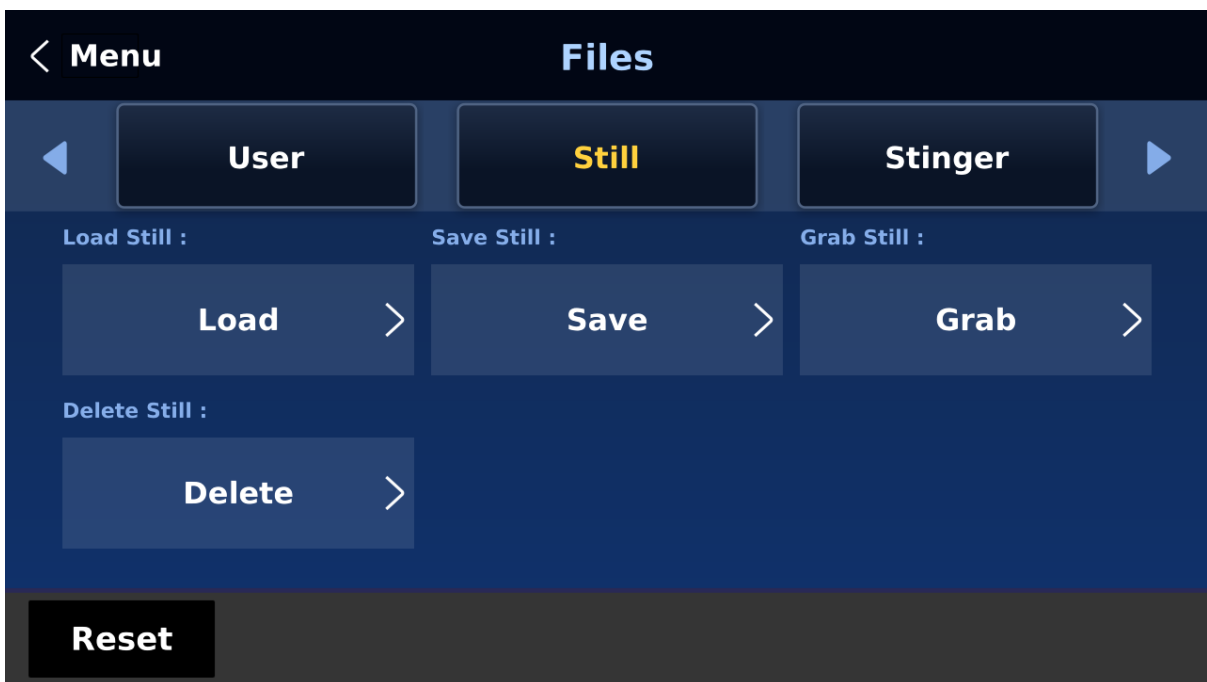 Menu
Files
User
Still
Stinger
Load Still :
Save Still :
Grab Still :
Load
Save
Grab
Delete Still :
Delete
Reset